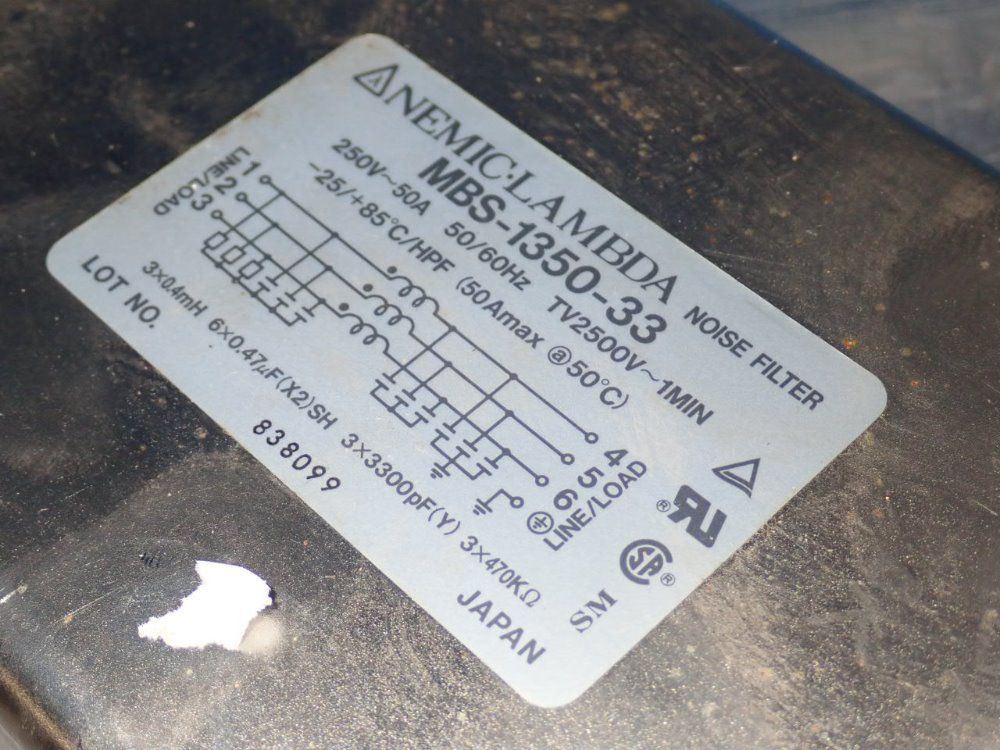 NEMIC·LAMBDA NOISE FILTER
MBS-1350-33
250V~50A 50/60Hz TV2500V~1MIN
-25/+85°C/HPF (50Amax @50°C)
LINE/LOAD
1
2
3
4
5
6
LINE/LOAD
3×0.4mH 6×0.47μF(X2)SH 3×3300pF(Y) 3×470KΩ
LOT NO. 838099 JAPAN
UR®
SA®
SM